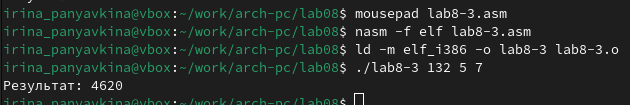 irina_panyavkina@vbox:~/work/arch-pc/lab08$ mousepad lab8-3.asm
irina_panyavkina@vbox:~/work/arch-pc/lab08$ nasm -f elf lab8-3.asm
irina_panyavkina@vbox:~/work/arch-pc/lab08$ ld -m elf_i386 -o lab8-3 lab8-3.o
irina_panyavkina@vbox:~/work/arch-pc/lab08$ ./lab8-3 132 5 7
Результат: 4620
irina_panyavkina@vbox:~/work/arch-pc/lab08$